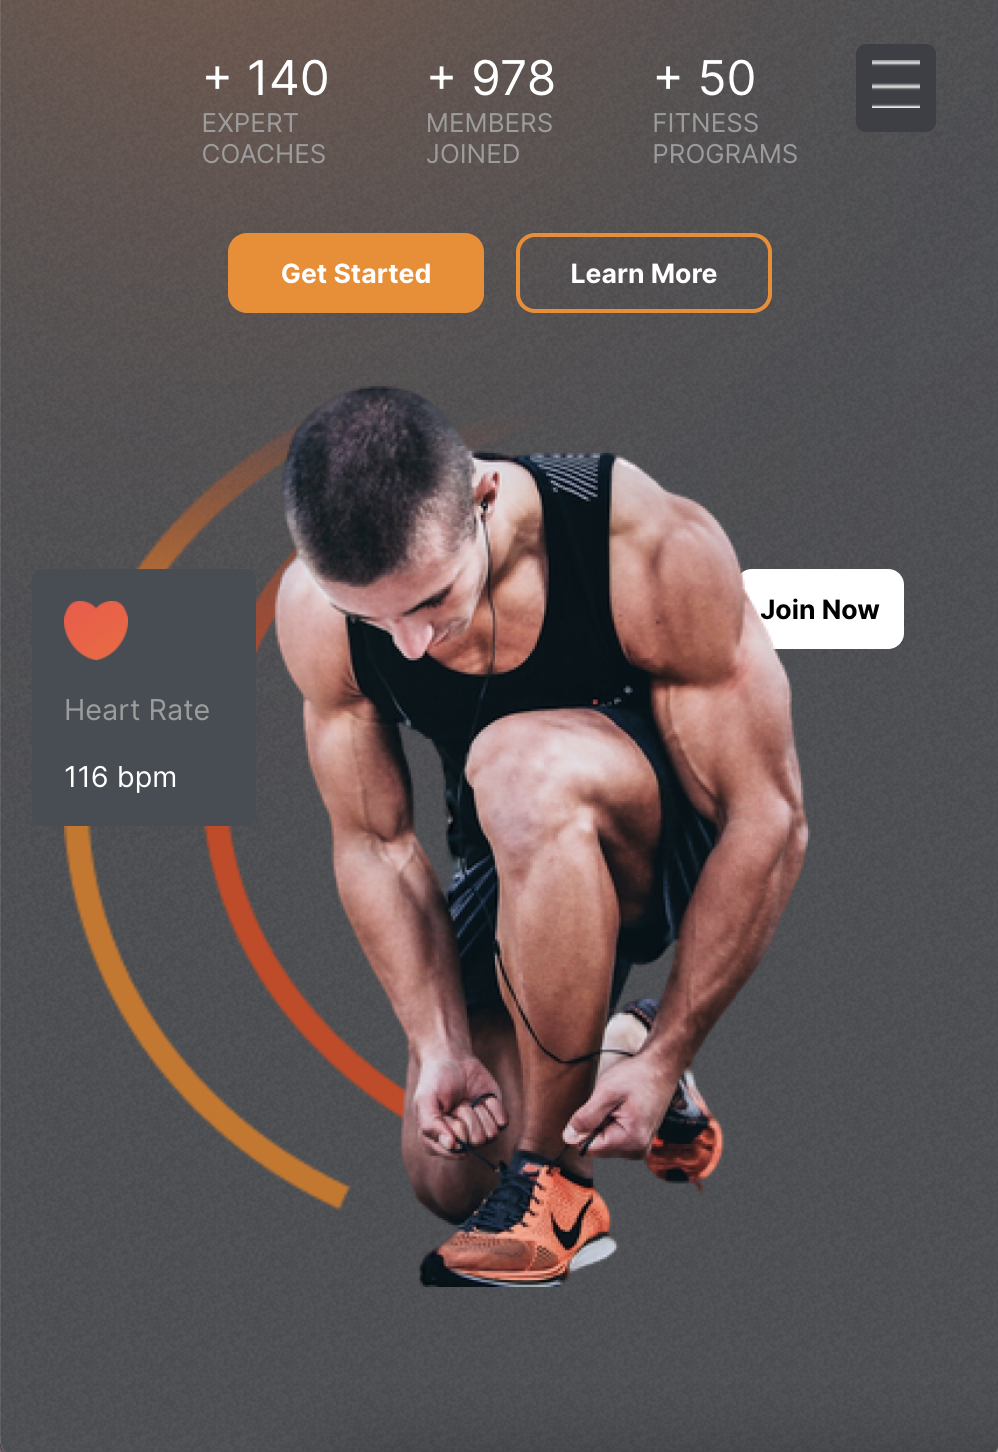 + 140
EXPERT
COACHES
+ 978
MEMBERS
JOINED
+ 50
FITNESS
PROGRAMS
Get Started
Learn More
Join Now
Heart Rate
116 bpm